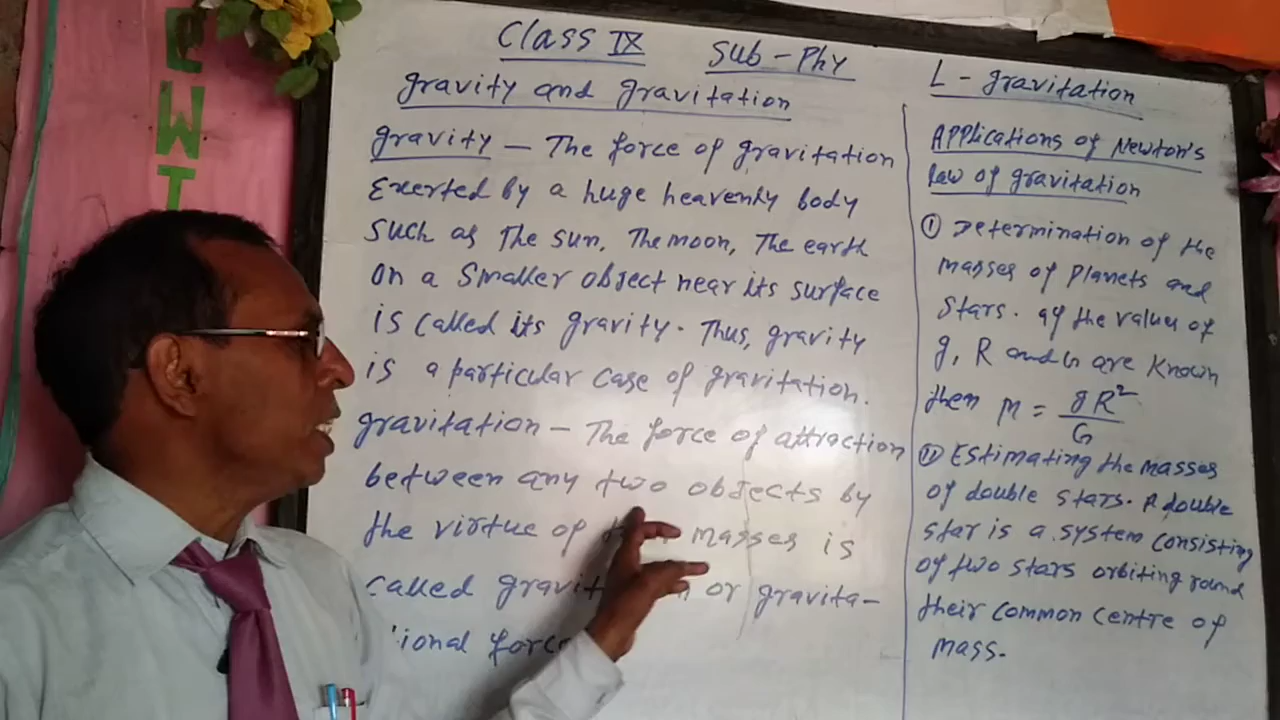 EWT
Class IX Sub - Phy
L - gravitation
gravity and gravitation
gravity - The force of gravitation
Exerted by a huge heavenly body
such as The sun, The moon, The earth
on a smaller object near its surface
is called its gravity. Thus, gravity
is a particular case of gravitation.
gravitation - The force of attraction
between any two objects by
the virtue of masses is
called or gravita-
ional force
Applications of Newton's
law of gravitation
(i) Determination of the
masses of planets and
stars. as the values of
g, R and G are known
then M = gR²/G
(ii) Estimating the masses
of double stars. A double
star is a system consisting
of two stars orbiting round
their common centre of
mass.